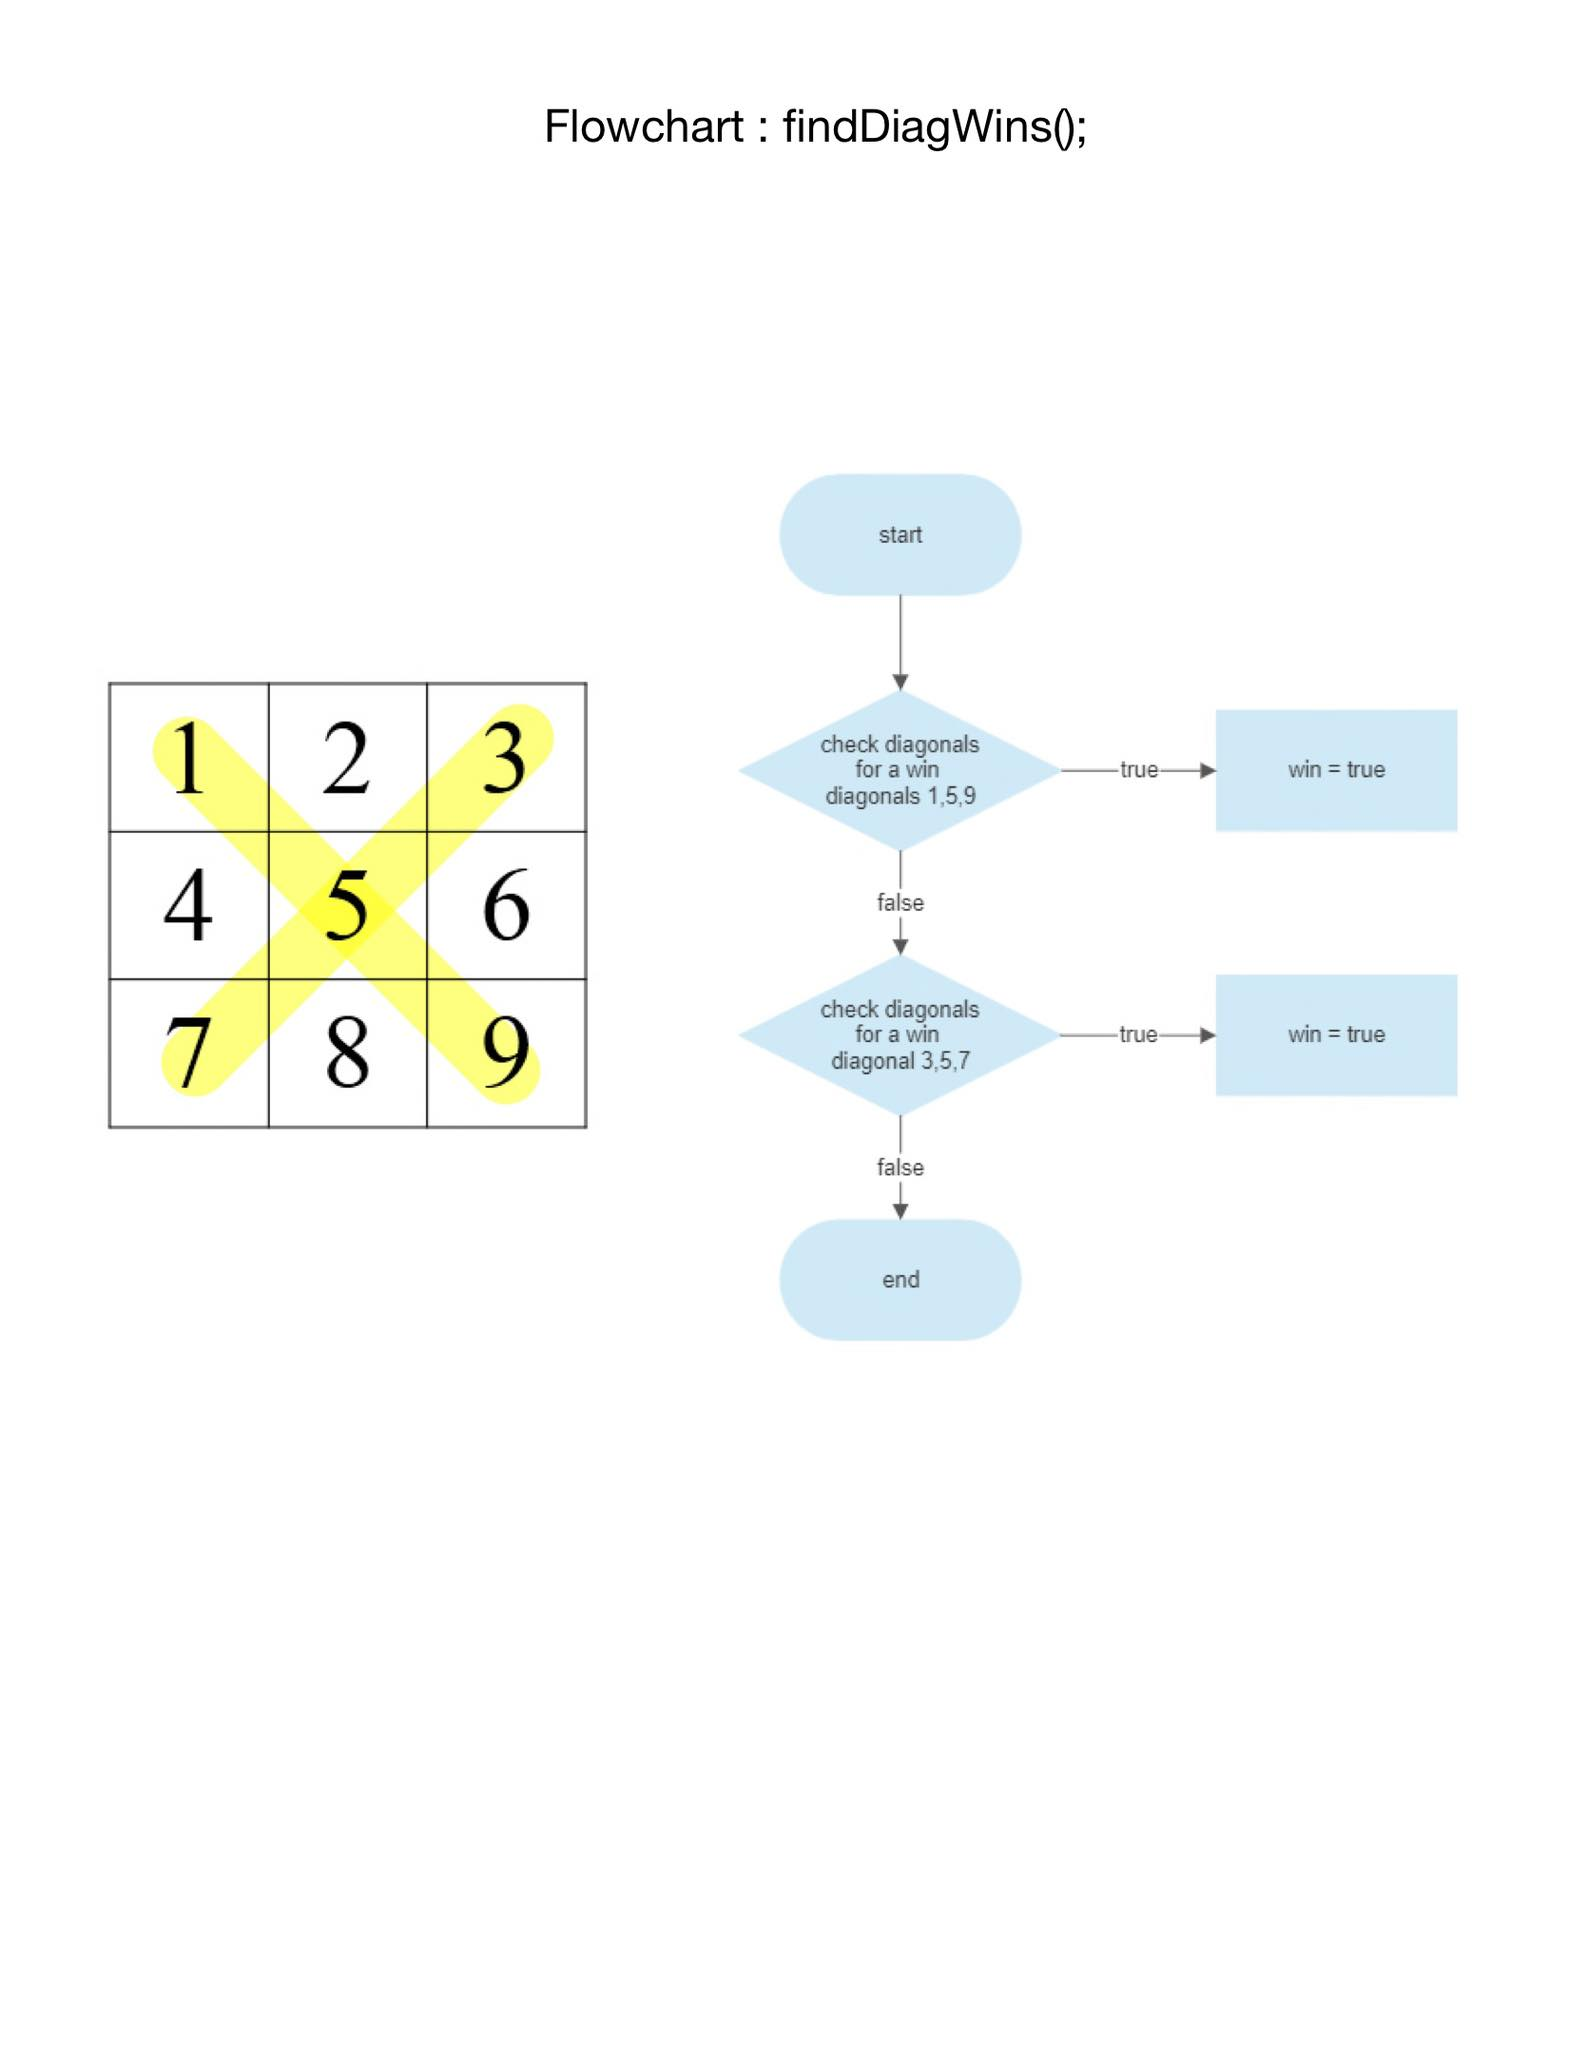 Flowchart : findDiagWins();
1 2 3
4 5 6
7 8 9
start
check diagonals
for a win
diagonals 1,5,9
true
win = true
false
check diagonals
for a win
diagonal 3,5,7
true
win = true
false
end